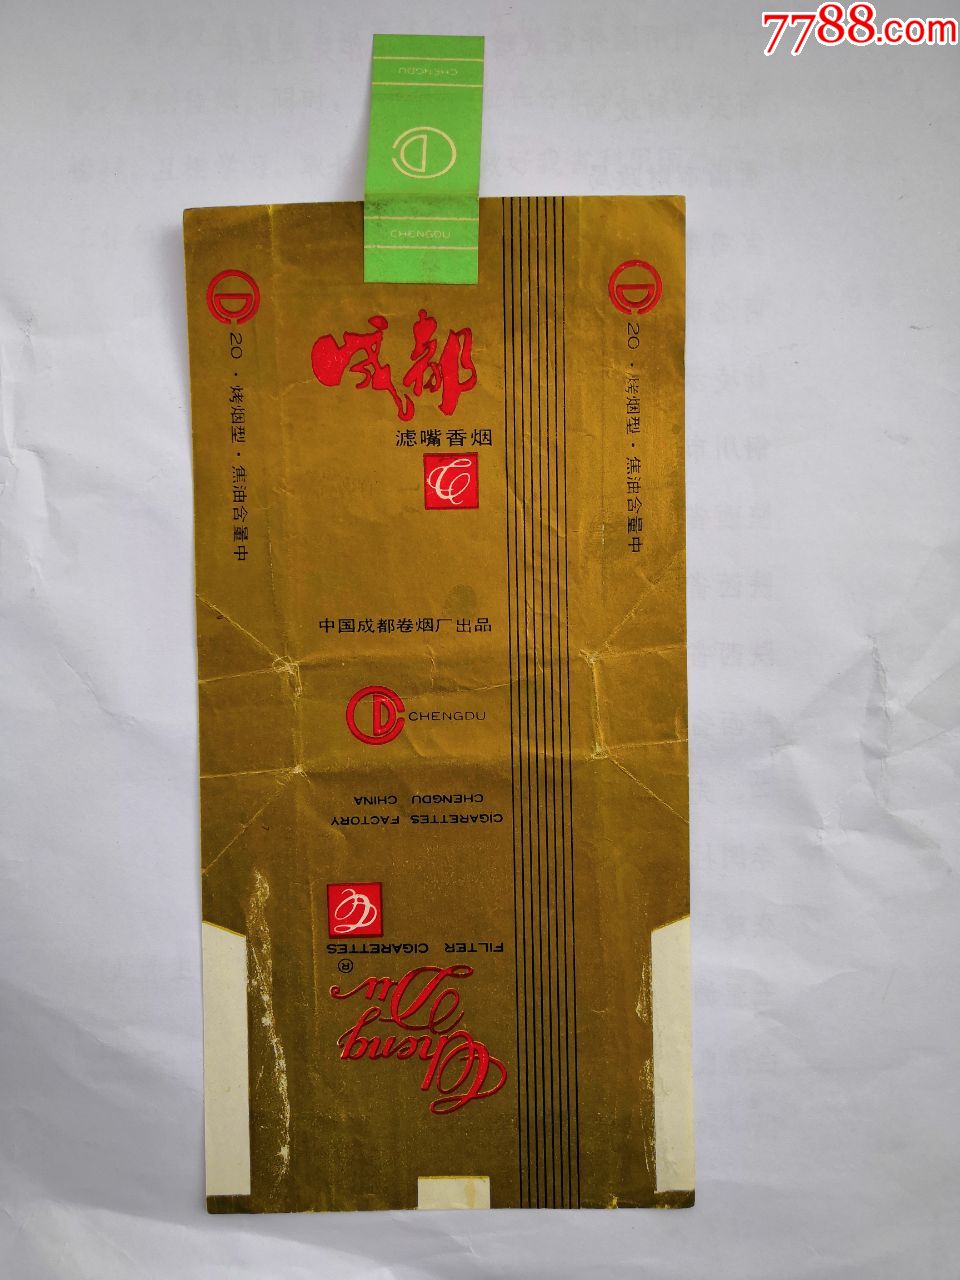 7788.com
CHENGDU
CHENGDU
成都
滤嘴香烟
20·烤烟型·焦油含量中
20·烤烟型·焦油含量中
中国成都卷烟厂出品
CHENGDU
CIGARETTES FACTORY
CHENGDU CHINA
Cheng
Du®
FILTER CIGARETTES